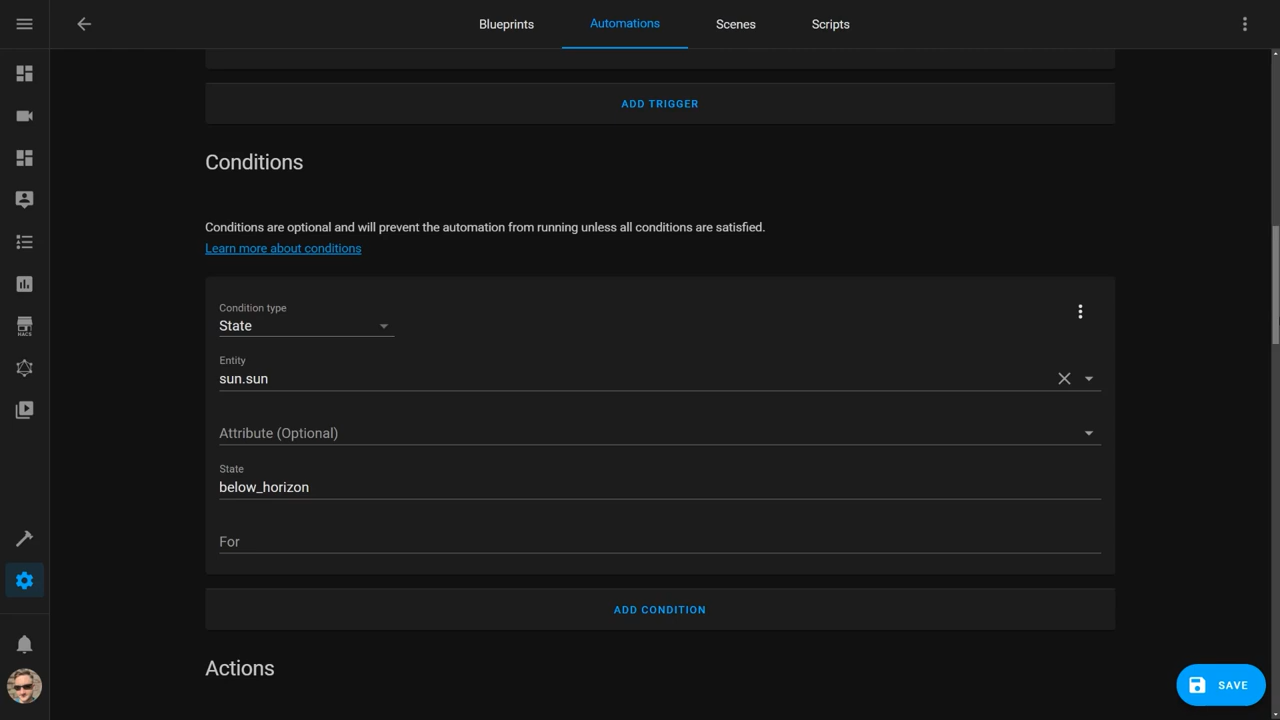 Blueprints
Automations
Scenes
Scripts
ADD TRIGGER
Conditions
Conditions are optional and will prevent the automation from running unless all conditions are satisfied.
Learn more about conditions
Condition type
State
Entity
sun.sun
Attribute (Optional)
State
below_horizon
For
ADD CONDITION
Actions
SAVE
HACS